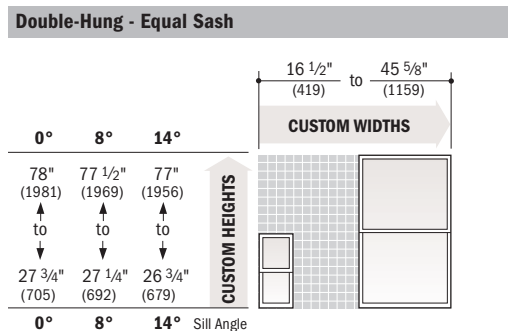 Double-Hung - Equal Sash
16 1/2" to 45 5/8"
(419) (1159)
CUSTOM WIDTHS
0° 8° 14°
78" 77 1/2" 77"
(1981) (1969) (1956)
to to to
27 3/4" 27 1/4" 26 3/4"
(705) (692) (679)
CUSTOM HEIGHTS
0° 8° 14° Sill Angle